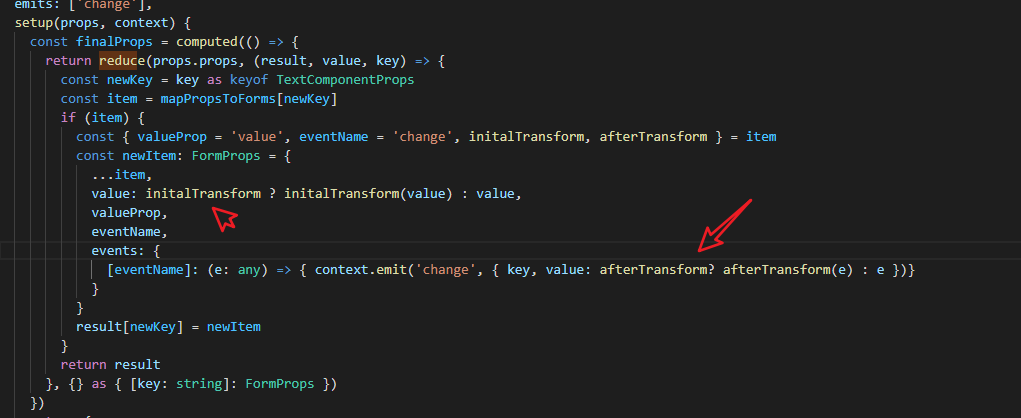 emits: ['change'],
setup(props, context) {
const finalProps = computed(() => {
return reduce(props.props, (result, value, key) => {
const newKey = key as keyof TextComponentProps
const item = mapPropsToForms[newKey]
if (item) {
const { valueProp = 'value', eventName = 'change', initalTransform, afterTransform } = item
const newItem: FormProps = {
...item,
value: initalTransform ? initalTransform(value) : value,
valueProp,
eventName,
events: {
[eventName]: (e: any) => { context.emit('change', { key, value: afterTransform? afterTransform(e) : e })}
}
}
result[newKey] = newItem
}
return result
}, {} as { [key: string]: FormProps })
})